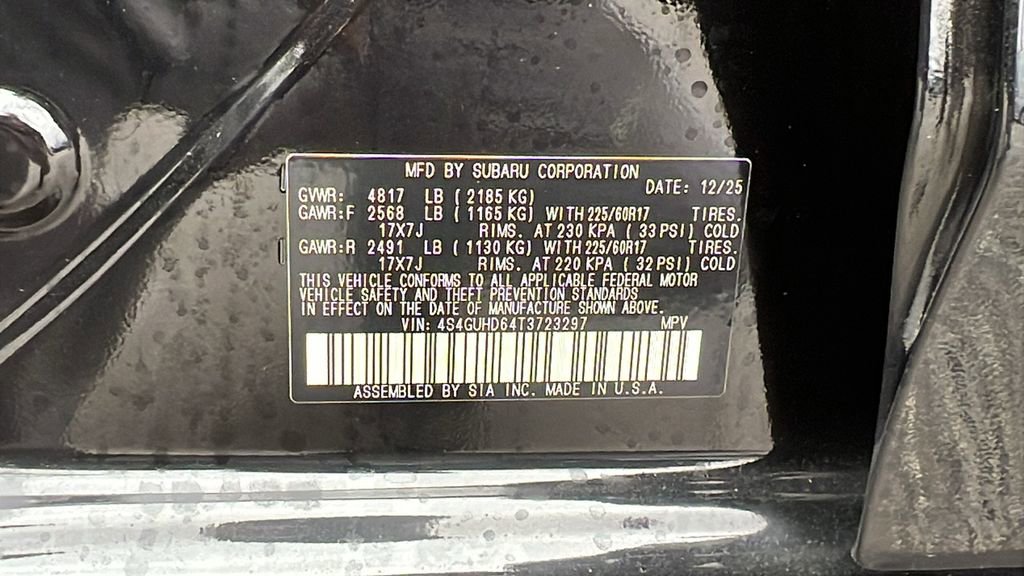 MFD BY SUBARU CORPORATION
DATE: 12/25
GVWR: 4817 LB (2185 KG)
GAWR:F 2568 LB (1165 KG) WITH 225/60R17 TIRES.
17X7J RIMS. AT 230 KPA (33 PSI) COLD
GAWR:R 2491 LB (1130 KG) WITH 225/60R17 TIRES.
17X7J RIMS. AT 220 KPA (32 PSI) COLD
THIS VEHICLE CONFORMS TO ALL APPLICABLE FEDERAL MOTOR
VEHICLE SAFETY AND THEFT PREVENTION STANDARDS
IN EFFECT ON THE DATE OF MANUFACTURE SHOWN ABOVE.
VIN: 4S4GUHD64T3723297 MPV
ASSEMBLED BY SIA INC. MADE IN U.S.A.